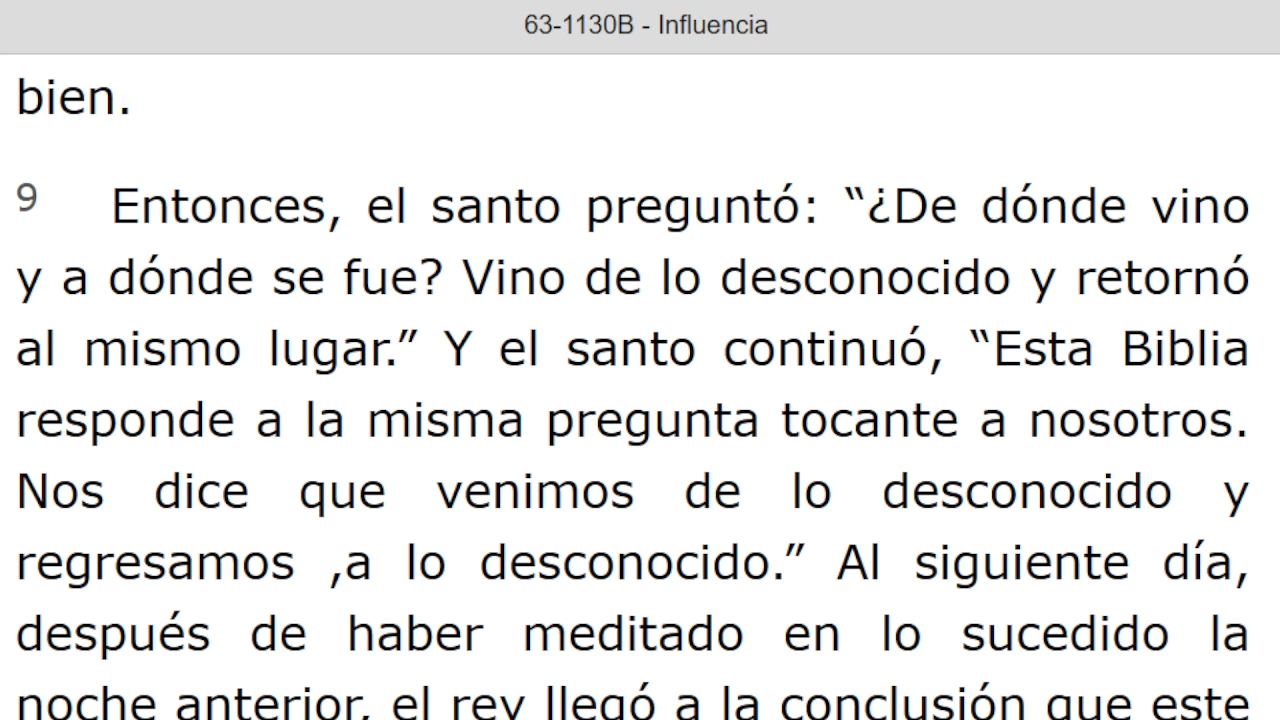 63-1130B - Influencia
bien.
9 Entonces, el santo preguntó: “¿De dónde vino
y a dónde se fue? Vino de lo desconocido y retornó
al mismo lugar.” Y el santo continuó, “Esta Biblia
responde a la misma pregunta tocante a nosotros.
Nos dice que venimos de lo desconocido y
regresamos ,a lo desconocido.” Al siguiente día,
después de haber meditado en lo sucedido la
noche anterior, el rey llegó a la conclusión que este